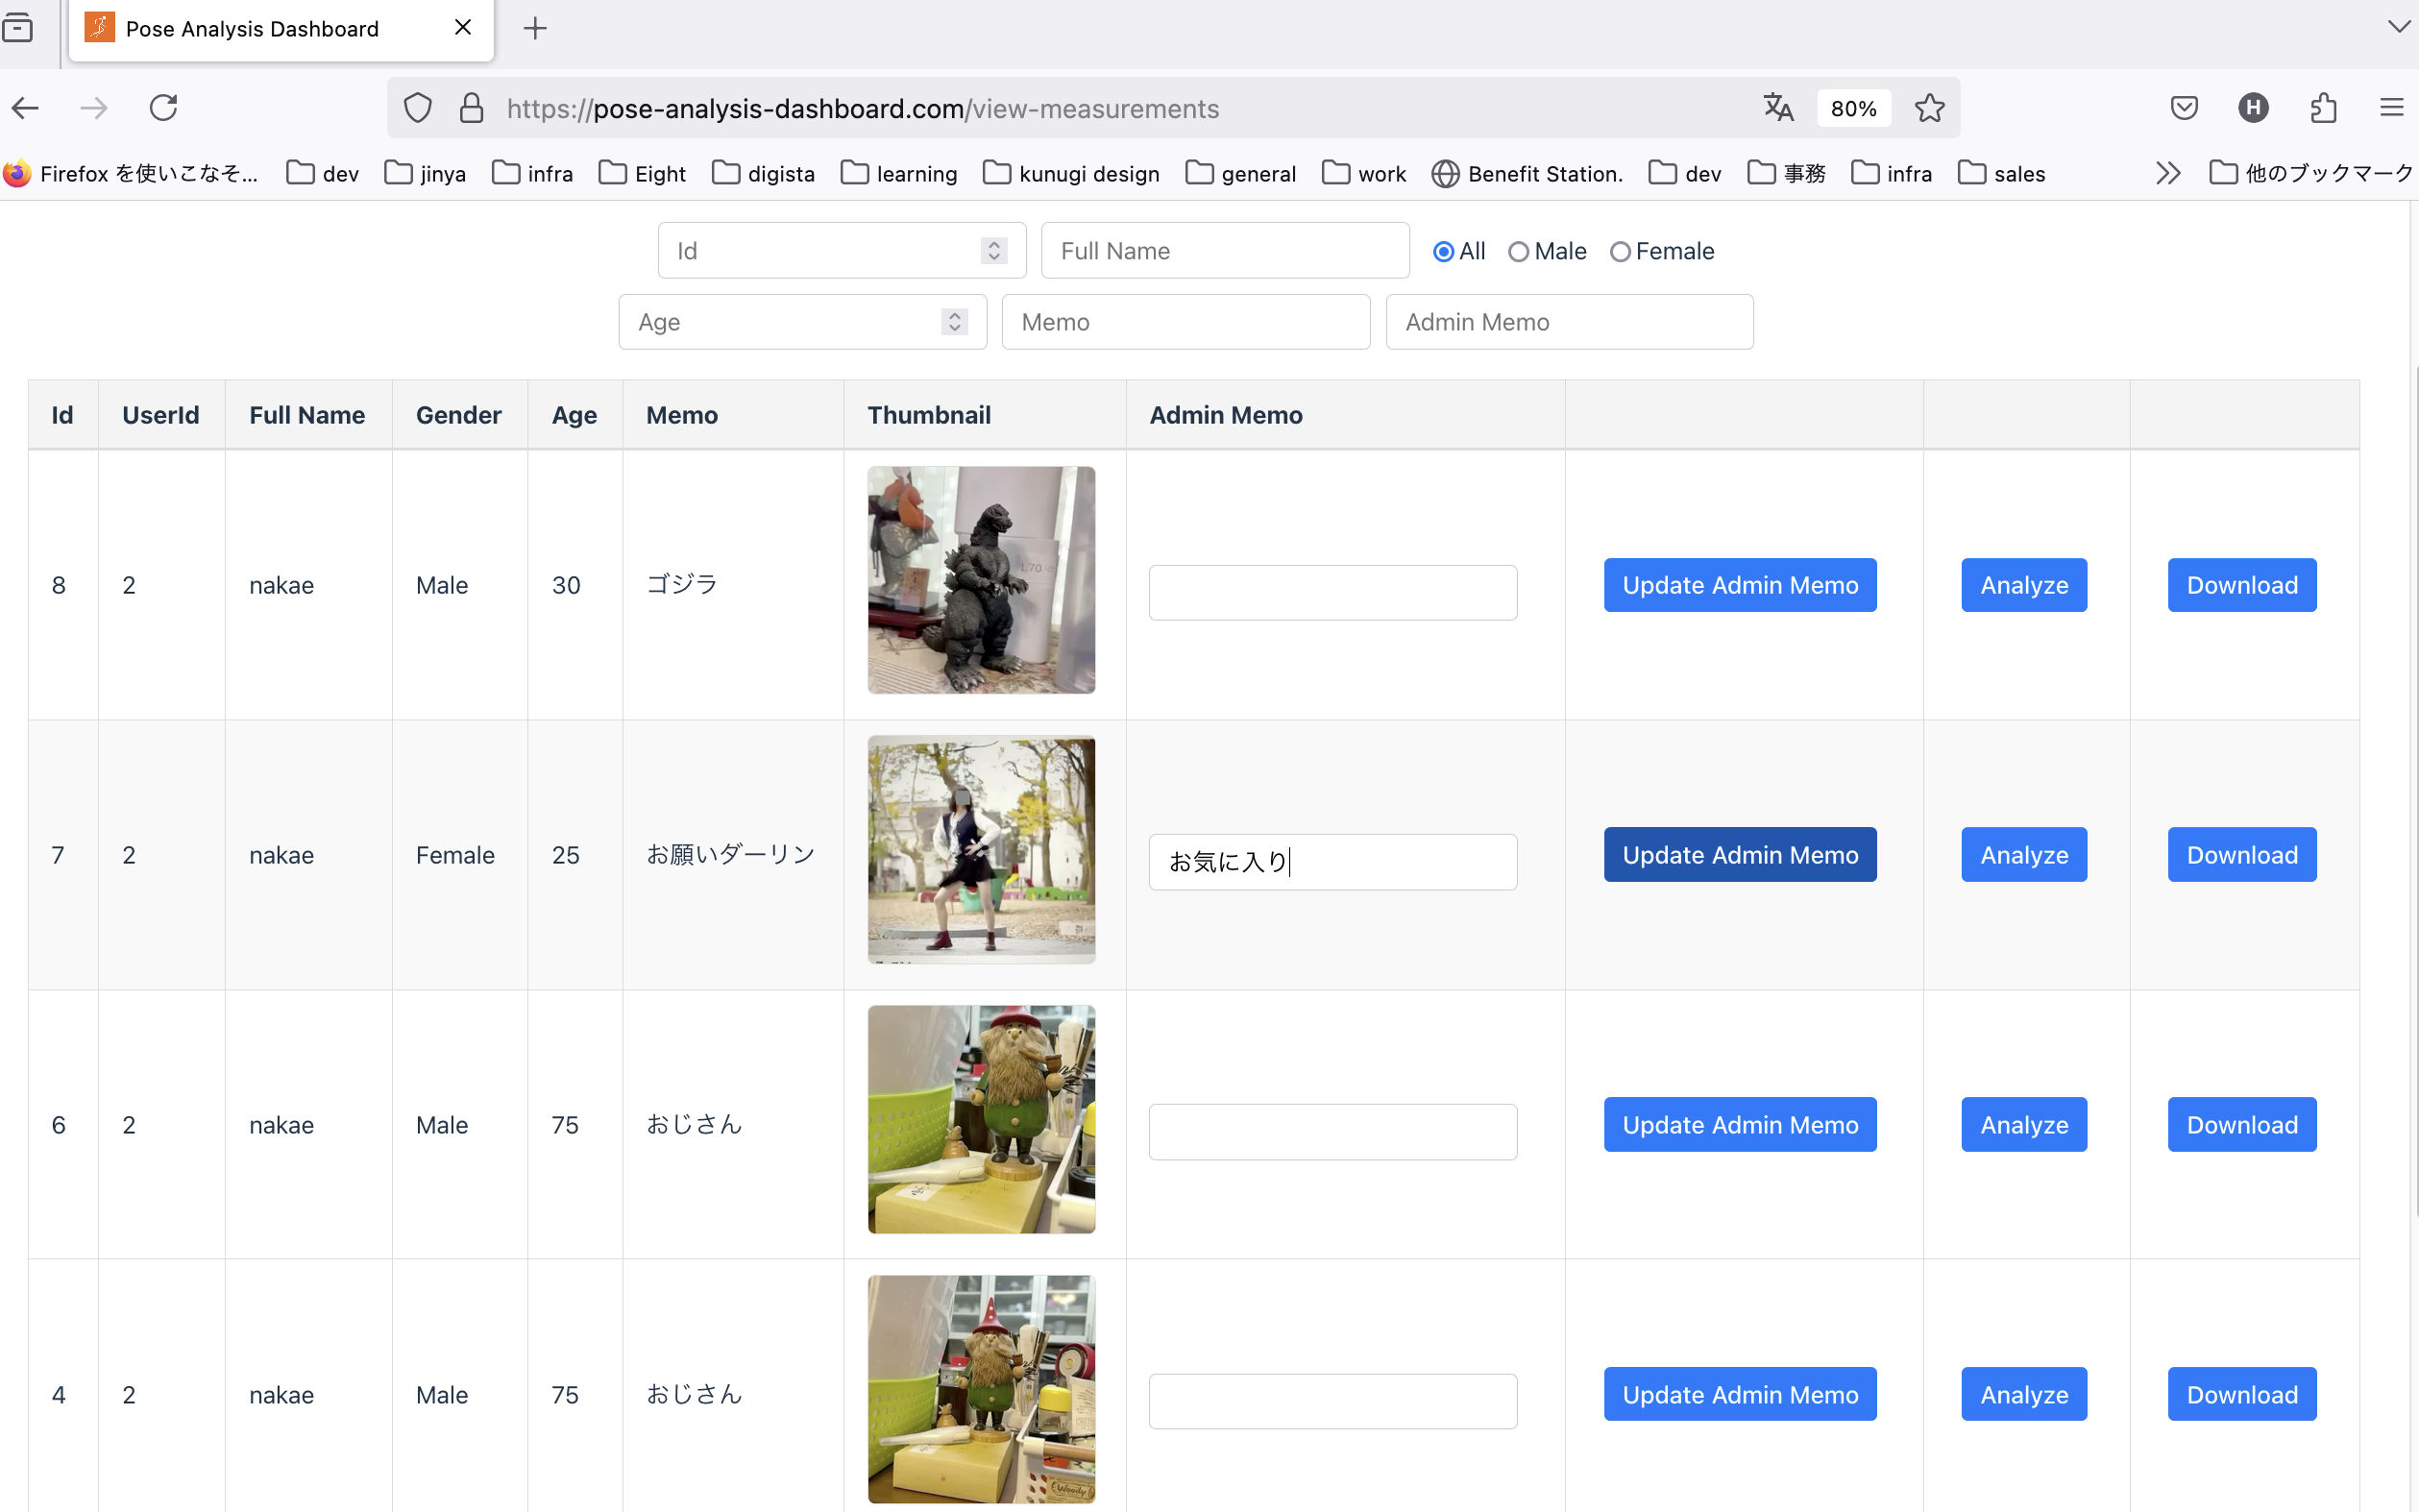 Pose Analysis Dashboard
https://pose-analysis-dashboard.com/view-measurements
80%
H
Firefox を使いこなそ...
dev
jinya
infra
Eight
digista
learning
kunugi design
general
work
Benefit Station.
dev
事務
infra
sales
他のブックマーク
Id
Full Name
All
Male
Female
Age
Memo
Admin Memo
Id UserId Full Name Gender Age Memo Thumbnail Admin Memo
8 2 nakae Male 30 ゴジラ Update Admin Memo Analyze Download
L70
7 2 nakae Female 25 お願いダーリン お気に入り Update Admin Memo Analyze Download
6 2 nakae Male 75 おじさん Update Admin Memo Analyze Download
4 2 nakae Male 75 おじさん Update Admin Memo Analyze Download
Woody